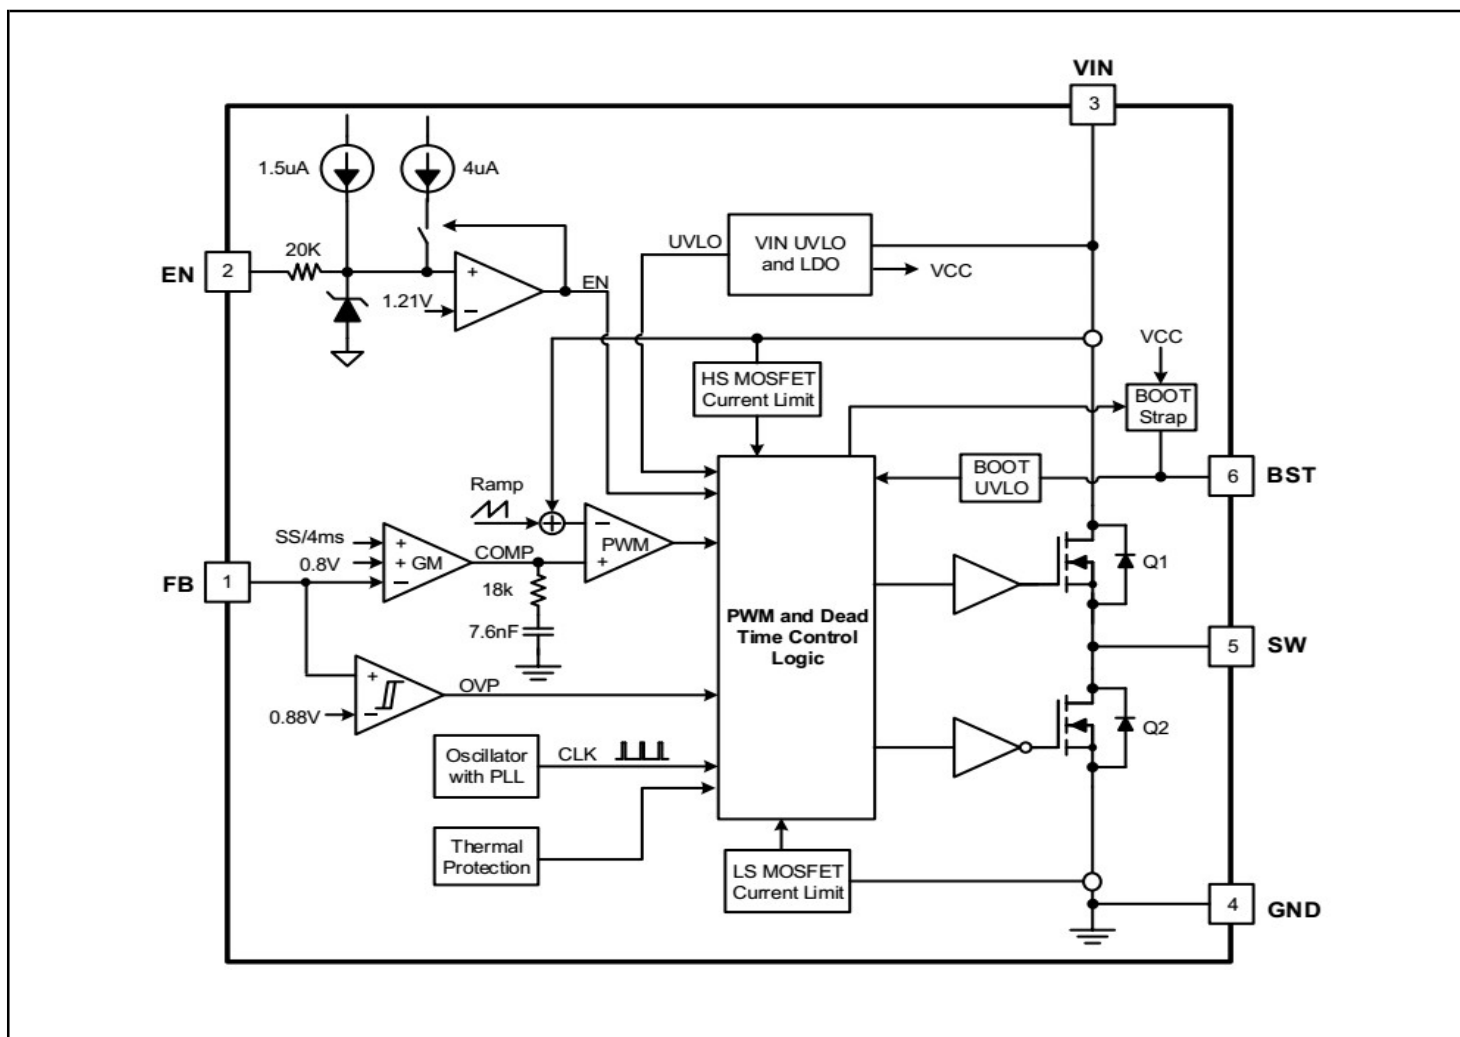 VIN
3
1.5uA
4uA
20K
EN
2
+
1.21V
−
EN
UVLO
VIN UVLO
and LDO
VCC
HS MOSFET
Current Limit
VCC
BOOT
Strap
BOOT
UVLO
6
BST
Ramp
SS/4ms
+
0.8V
+
GM
−
COMP
−
PWM
+
FB
1
18k
7.6nF
PWM and Dead
Time Control
Logic
Q1
5
SW
+
0.88V
−
OVP
Q2
Oscillator
with PLL
CLK
Thermal
Protection
LS MOSFET
Current Limit
4
GND